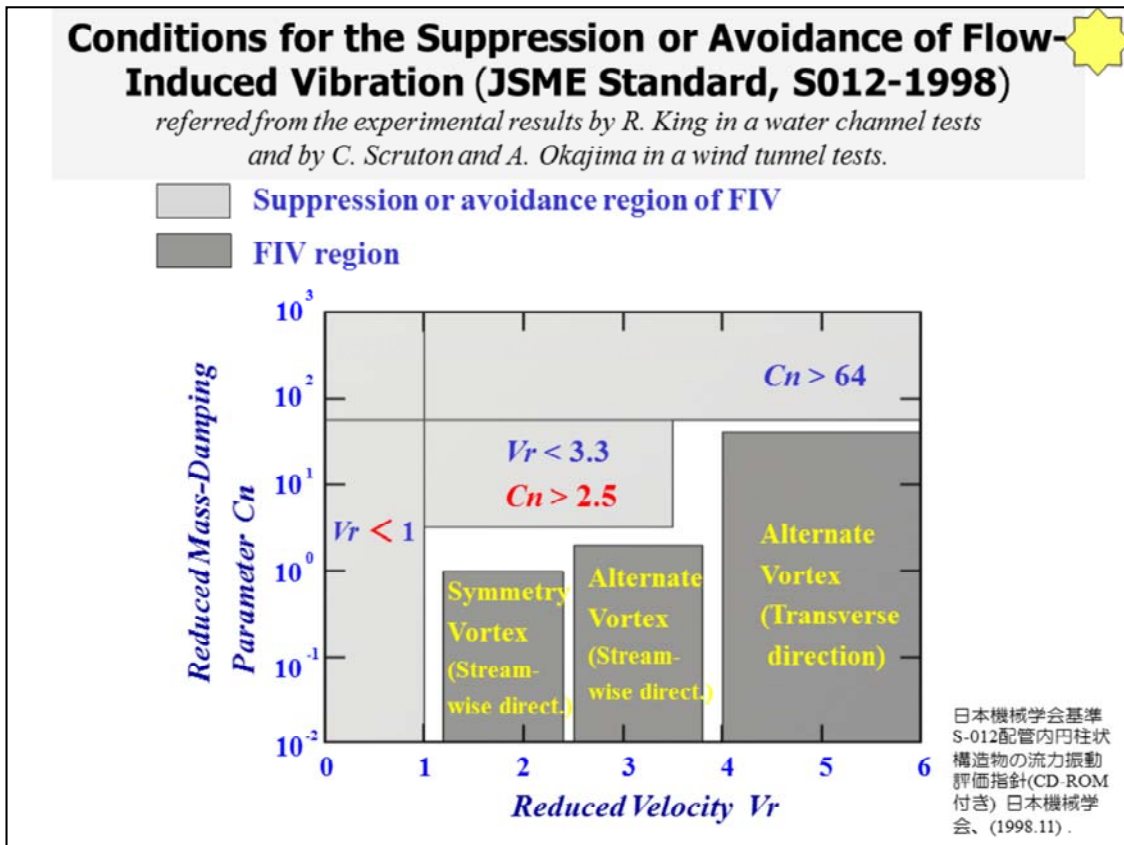 Conditions for the Suppression or Avoidance of Flow-
Induced Vibration (JSME Standard, S012-1998)
referred from the experimental results by R. King in a water channel tests
and by C. Scruton and A. Okajima in a wind tunnel tests.
Suppression or avoidance region of FIV
FIV region
Reduced Mass-Damping
Parameter Cn
10³
10²
10¹
10⁰
10⁻¹
10⁻²
Cn > 64
Vr < 3.3
Cn > 2.5
Vr < 1
Symmetry
Vortex
(Stream-
wise direct.)
Alternate
Vortex
(Stream-
wise direct.)
Alternate
Vortex
(Transverse
direction)
0 1 2 3 4 5 6
Reduced Velocity Vr
日本機械学会基準
S-012配管内円柱状
構造物の流力振動
評価指針(CD-ROM
付き) 日本機械学
会、(1998.11) .